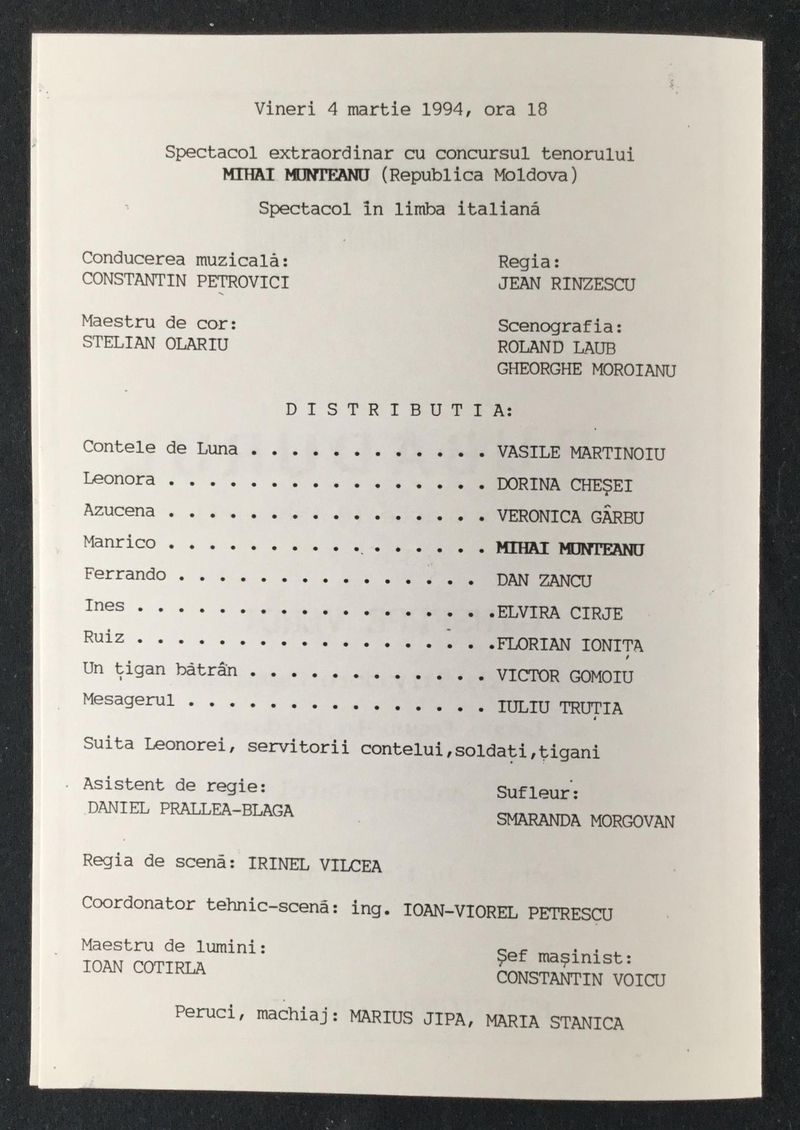 Vineri 4 martie 1994, ora 18
Spectacol extraordinar cu concursul tenorului
MIHAI MUNTEANU (Republica Moldova)
Spectacol în limba italiană
Conducerea muzicală:
CONSTANTIN PETROVICI
Regia:
JEAN RINZESCU
Maestru de cor:
STELIAN OLARIU
Scenografia:
ROLAND LAUB
GHEORGHE MOROIANU
D I S T R I B U T I A:
Contele de Luna . . . . . . . . . . . . VASILE MARTINOIU
Leonora . . . . . . . . . . . . . . . . DORINA CHEȘEI
Azucena . . . . . . . . . . . . . . . . VERONICA GÂRBU
Manrico . . . . . . . . . . . . . . . . MIHAI MUNTEANU
Ferrando . . . . . . . . . . . . . . . DAN ZANCU
Ines . . . . . . . . . . . . . . . . . .ELVIRA CIRJE
Ruiz . . . . . . . . . . . . . . . . . .FLORIAN IONIȚA
Un țigan bătrân . . . . . . . . . . . . VICTOR GOMOIU
Mesagerul . . . . . . . . . . . . . . . IULIU TRUȚIA
Suita Leonorei, servitorii contelui,soldați,țigani
Asistent de regie:
DANIEL PRALLEA-BLAGA
Sufleur:
SMARANDA MORGOVAN
Regia de scenă: IRINEL VILCEA
Coordonator tehnic-scenă: ing. IOAN-VIOREL PETRESCU
Maestru de lumini:
IOAN COTIRLA
Șef mașinist:
CONSTANTIN VOICU
Peruci, machiaj: MARIUS JIPA, MARIA STANICA